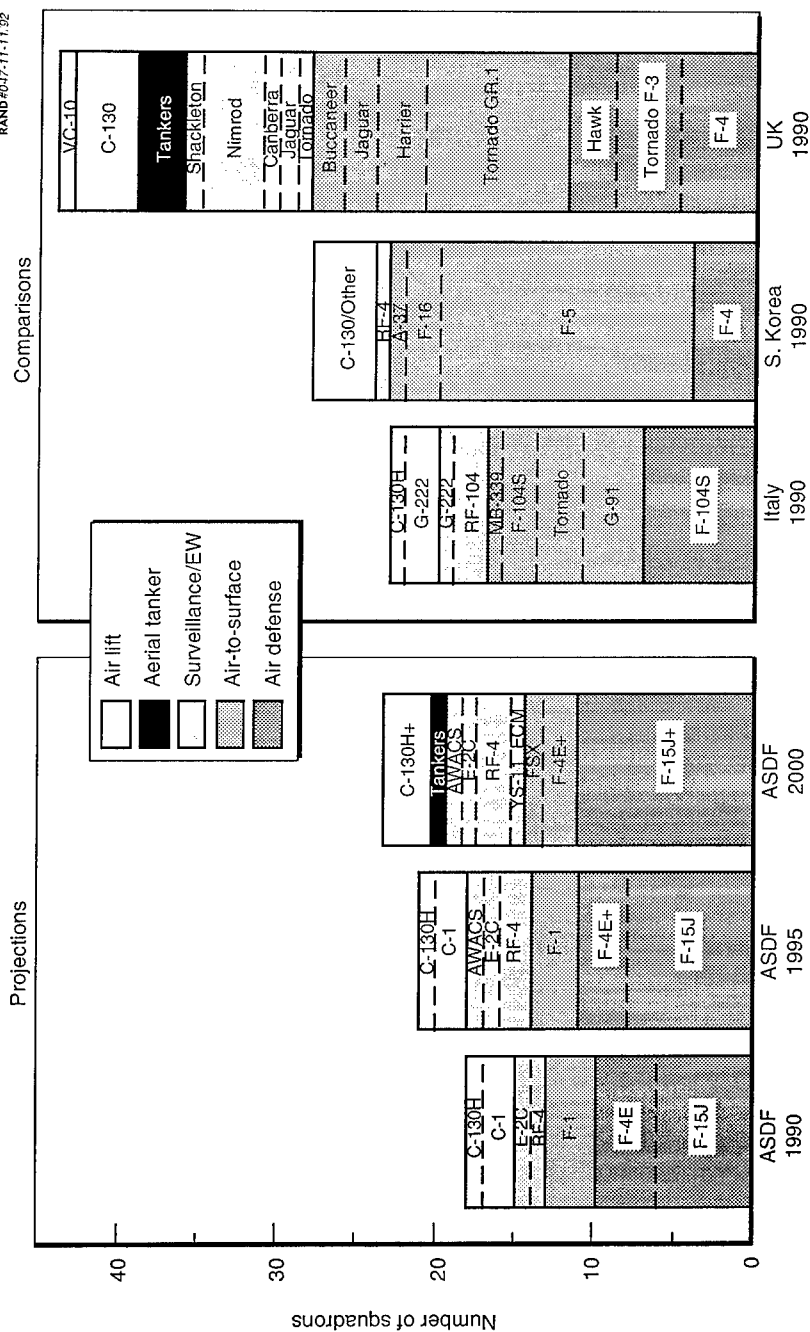 RAND#047-11-11.92
Projections
Comparisons
Number of squadrons
40
30
20
10
0
Air lift
Aerial tanker
Surveillance/EW
Air-to-surface
Air defense
C-130H
C-1
E-2C
RF-4
F-1
F-4E
F-15J
ASDF
1990
C-130H
C-1
AWACS
E-2C
RF-4
F-1
F-4E+
F-15J
ASDF
1995
C-130H+
Tankers
AWACS
E-2C
RF-4
YS-11 ECM
FSX
F-4E+
F-15J+
ASDF
2000
C-130H
G-222
G-222
RF-104
MB-339
F-104S
Tornado
G-91
F-104S
Italy
1990
C-130/Other
RF-4
A-37
F-16
F-5
F-4
S. Korea
1990
VC-10
C-130
Tankers
Shackleton
Nimrod
Canberra
Jaguar
Tornado
Buccaneer
Jaguar
Harrier
Tornado GR.1
Hawk
Tornado F-3
F-4
UK
1990